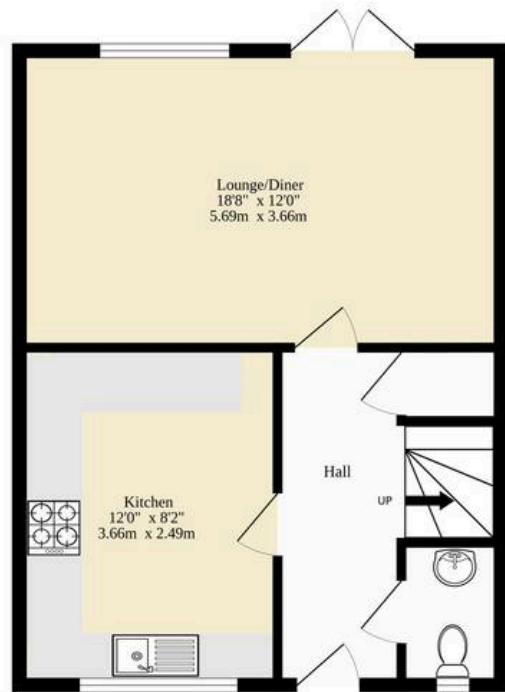 Lounge/Diner
18'8" x 12'0"
5.69m x 3.66m
Hall
UP
Kitchen
12'0" x 8'2"
3.66m x 2.49m